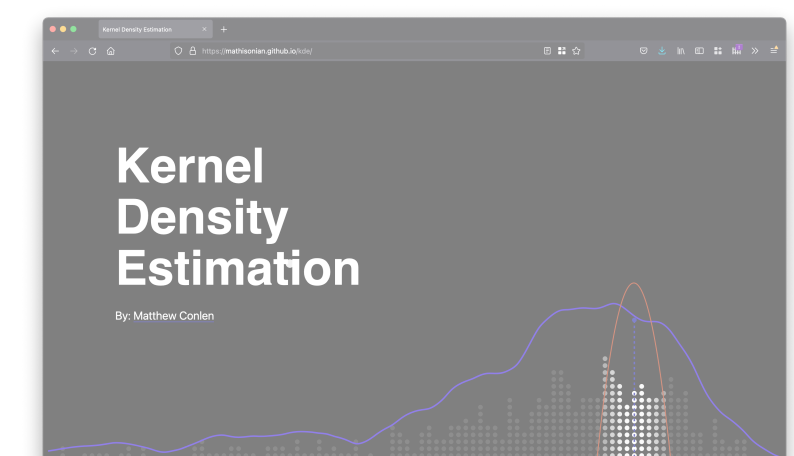 Kernel Density Estimation
https://mathisonian.github.io/kde/
Kernel
Density
Estimation
By: Matthew Conlen